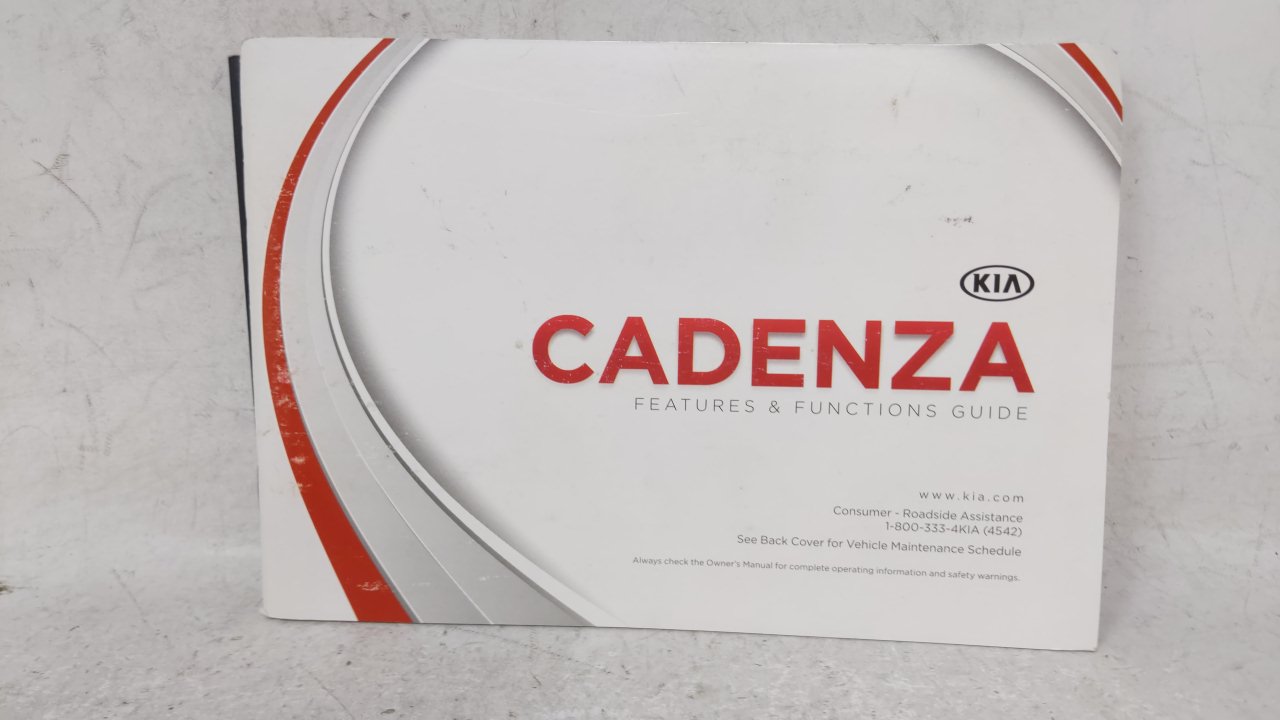 KIA
CADENZA
FEATURES & FUNCTIONS GUIDE
www.kia.com
Consumer - Roadside Assistance
1-800-333-4KIA (4542)
See Back Cover for Vehicle Maintenance Schedule
Always check the Owner's Manual for complete operating information and safety warnings.